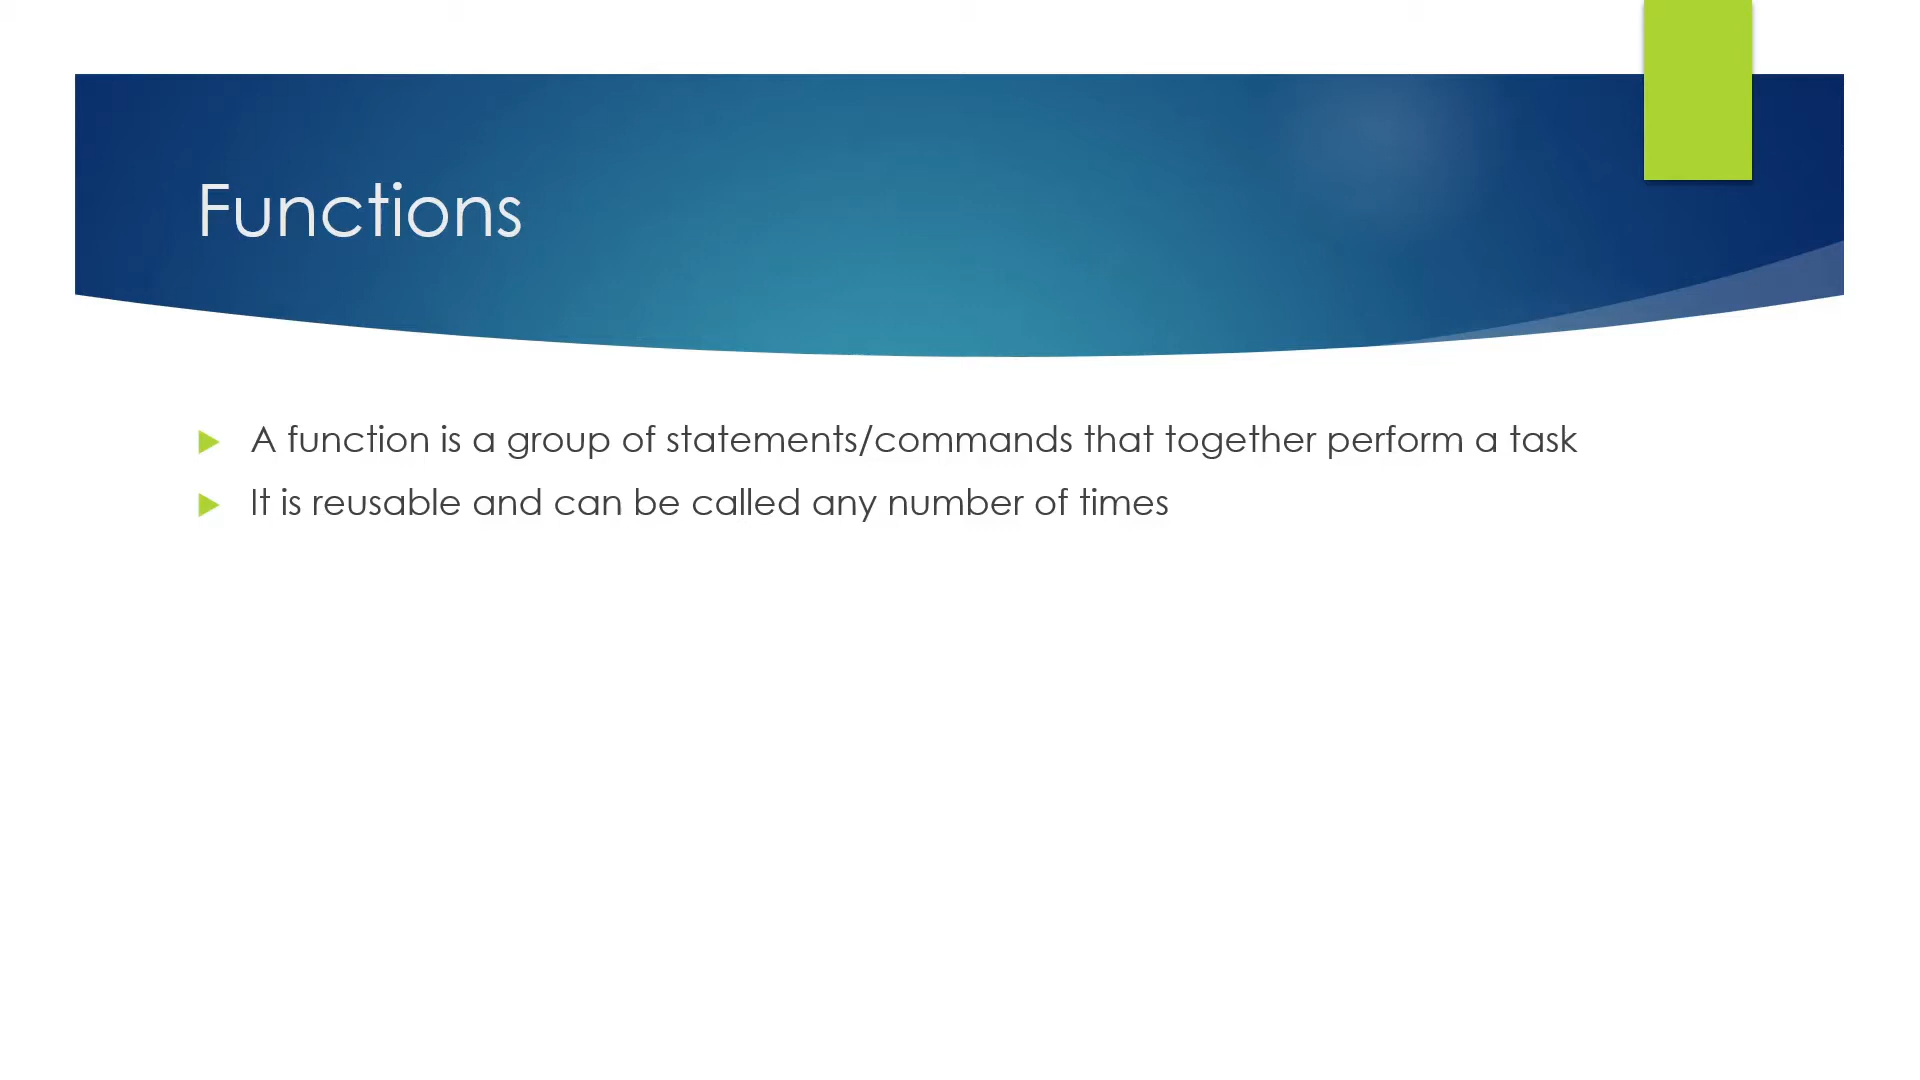 Functions
A function is a group of statements/commands that together perform a task
It is reusable and can be called any number of times